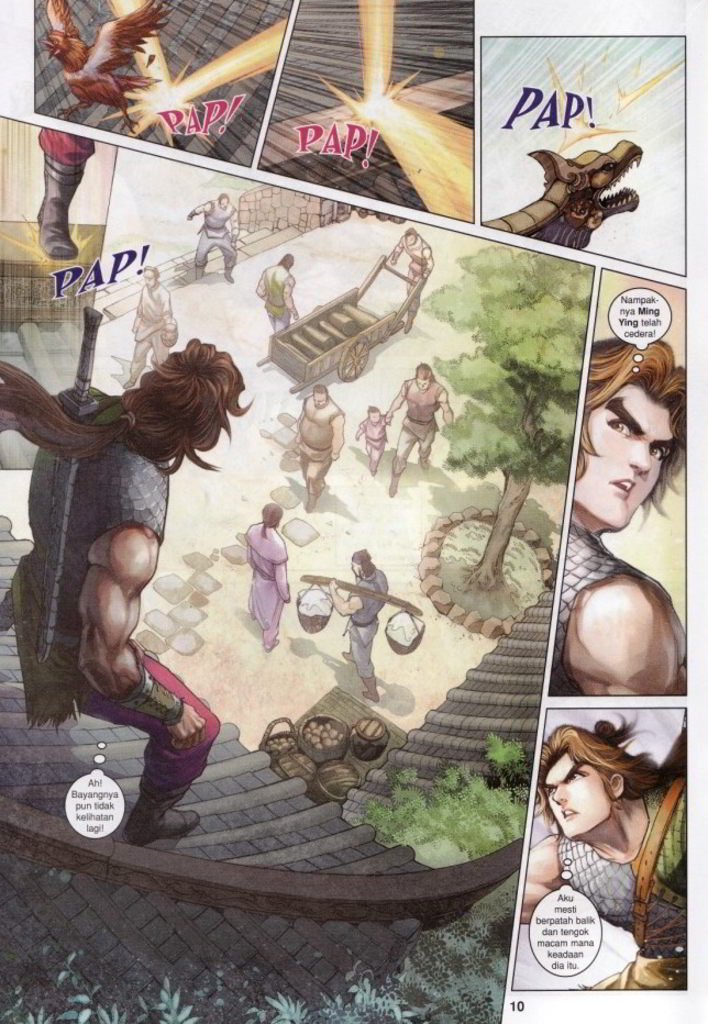 PAP!
PAP!
PAP!
PAP!
Nampak-
nya Ming
Ying telah
cedera!
Ah!
Bayangnya
pun tidak
kelihatan
lagi!
Aku
mesti
berpatah balik
dan tengok
macam mana
keadaan
dia itu.
10